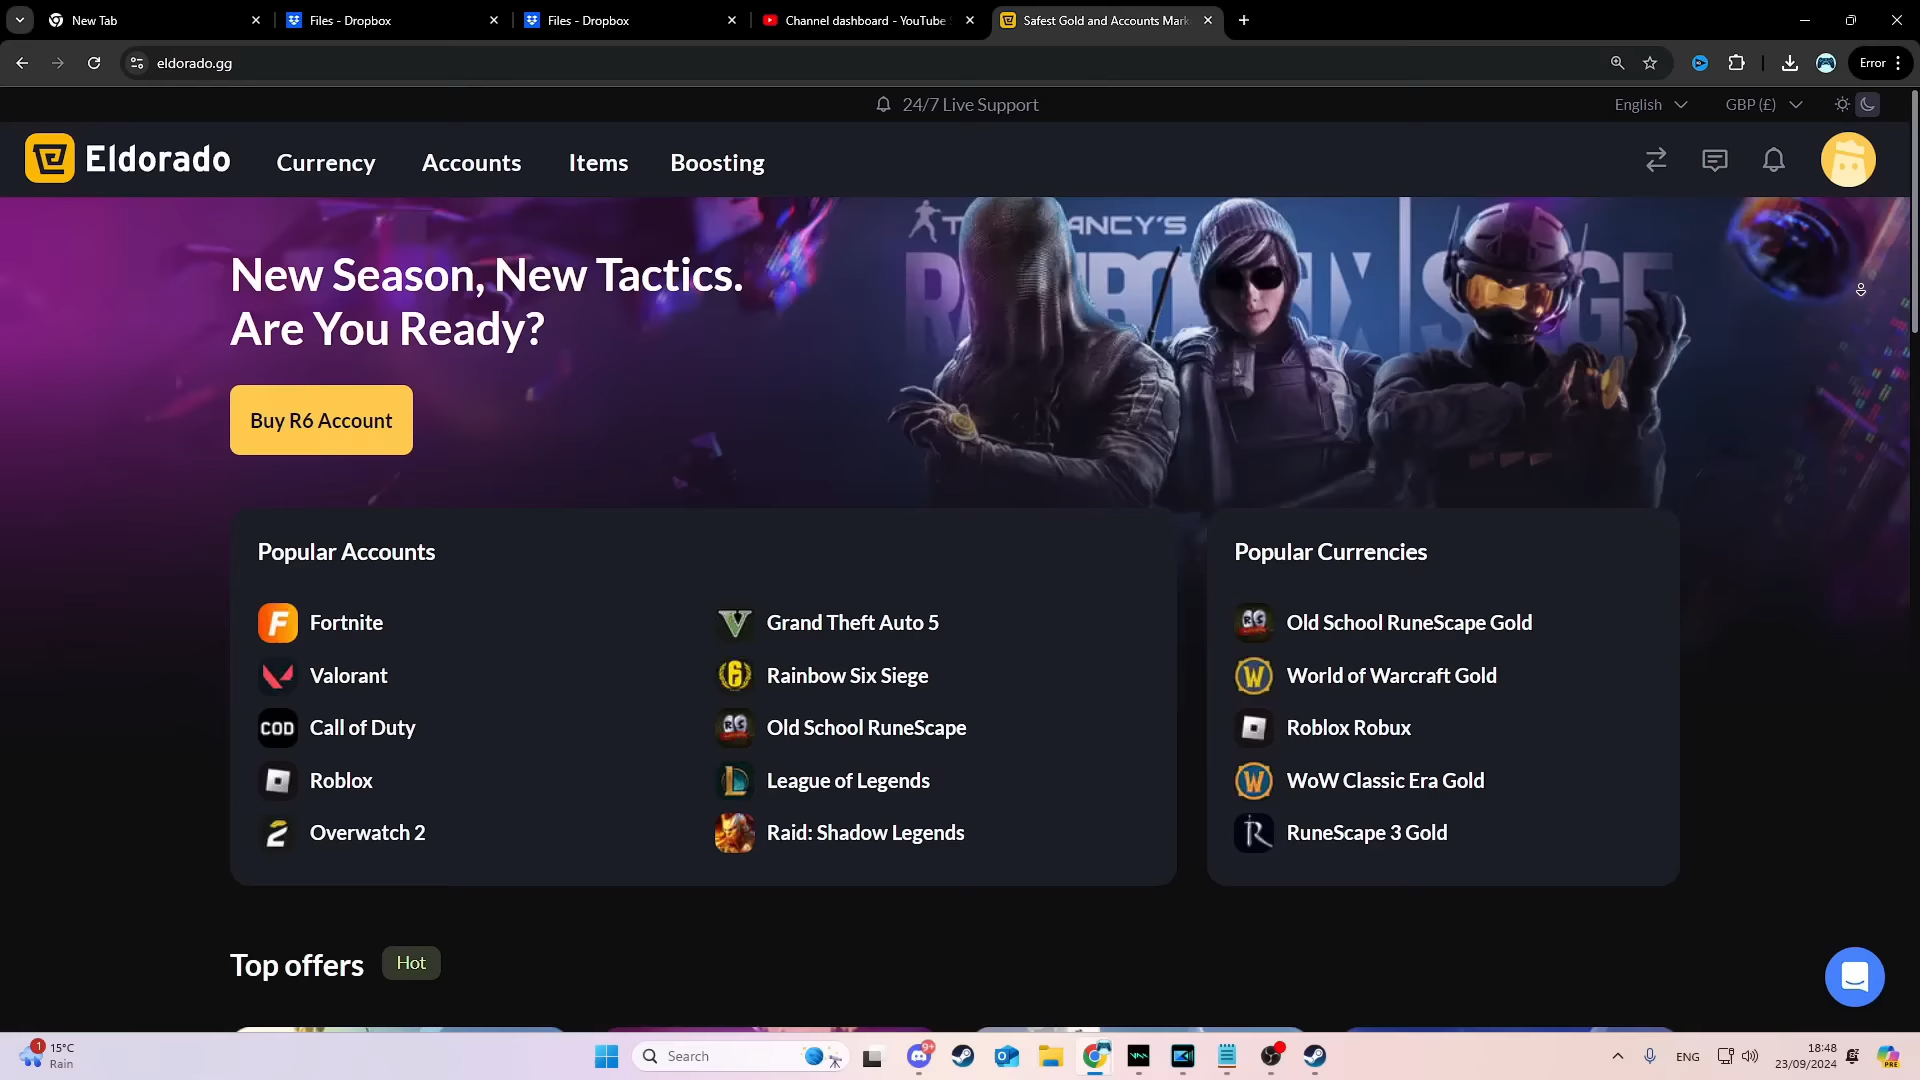 New Tab
Files - Dropbox
Files - Dropbox
Channel dashboard - YouTube
Safest Gold and Accounts Mark
eldorado.gg
Error
24/7 Live Support
English
GBP (£)
Eldorado
Currency
Accounts
Items
Boosting
New Season, New Tactics.
Are You Ready?
Buy R6 Account
Popular Accounts
Fortnite
Valorant
Call of Duty
Roblox
Overwatch 2
Grand Theft Auto 5
Rainbow Six Siege
Old School RuneScape
League of Legends
Raid: Shadow Legends
Popular Currencies
Old School RuneScape Gold
World of Warcraft Gold
Roblox Robux
WoW Classic Era Gold
RuneScape 3 Gold
Top offers
Hot
1
15°C
Rain
Search
9+
ENG
18:48
23/09/2024
PRE